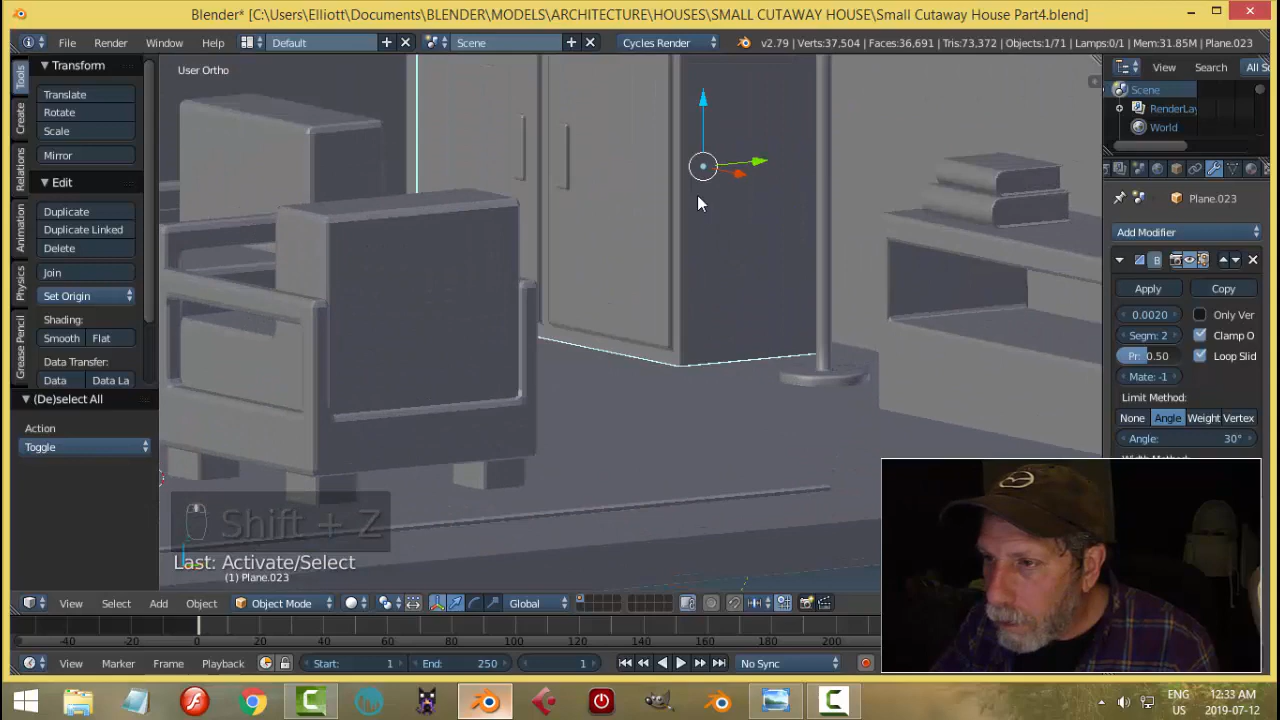 Blender* [C:\Users\Elliott\Documents\BLENDER\MODELS\ARCHITECTURE\HOUSES\SMALL CUTAWAY HOUSE\Small Cutaway House Part4.blend]
File Render Window Help Default Scene Cycles Render v2.79 | Verts:37,504 | Faces:36,691 | Tris:73,372 | Objects:1/71 | Lamps:0/1 | Mem:31.85M | Plane.023
View Search All S
Tools
Create
Relations
Animation
Physics
Grease Pencil
Transform
Translate
Rotate
Scale
Mirror
Edit
Duplicate
Duplicate Linked
Delete
Join
Set Origin
Shading:
Smooth Flat
Data Transfer:
Data Data La
(De)select All
Action
Toggle
User Ortho
Shift + Z
Last: Activate/Select
(1) Plane.023
Scene
RenderLay
World
Plane.023
Add Modifier
B
Apply Copy
0.0020 Only Ver
Segm: 2 Clamp O
Pr: 0.50 Loop Slid
Mate: -1
Limit Method:
None Angle Weight Vertex
Angle: 30°
View Select Add Object Object Mode Global
-40 -20 0 20 40 60 80 100 120 140 160 180 200
View Marker Frame Playback Start: 1 End: 250 1 No Sync
ENG
12:33 AM
2019-07-12